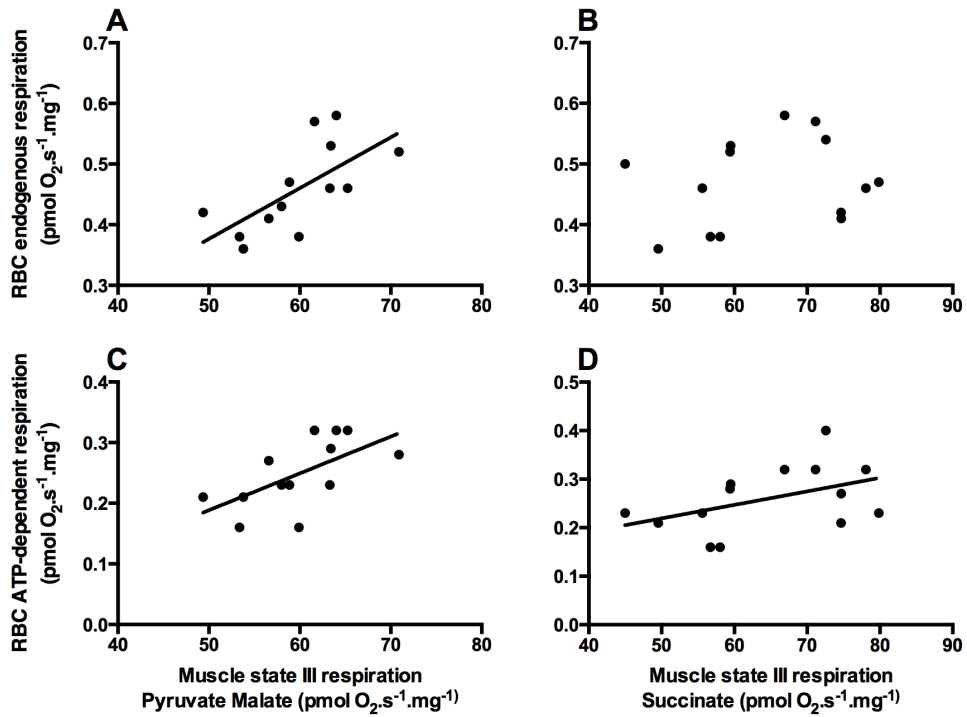 A
B
RBC endogenous respiration
(pmol O₂.s⁻¹.mg⁻¹)
0.7
0.6
0.5
0.4
0.3
40 50 60 70 80
0.7
0.6
0.5
0.4
0.3
40 50 60 70 80 90
C
D
RBC ATP-dependent respiration
(pmol O₂.s⁻¹.mg⁻¹)
0.4
0.3
0.2
0.1
0.0
40 50 60 70 80
0.5
0.4
0.3
0.2
0.1
0.0
40 50 60 70 80 90
Muscle state III respiration
Pyruvate Malate (pmol O₂.s⁻¹.mg⁻¹)
Muscle state III respiration
Succinate (pmol O₂.s⁻¹.mg⁻¹)